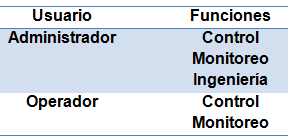 Usuario Funciones
Administrador Control
Monitoreo
Ingeniería
Operador Control
Monitoreo